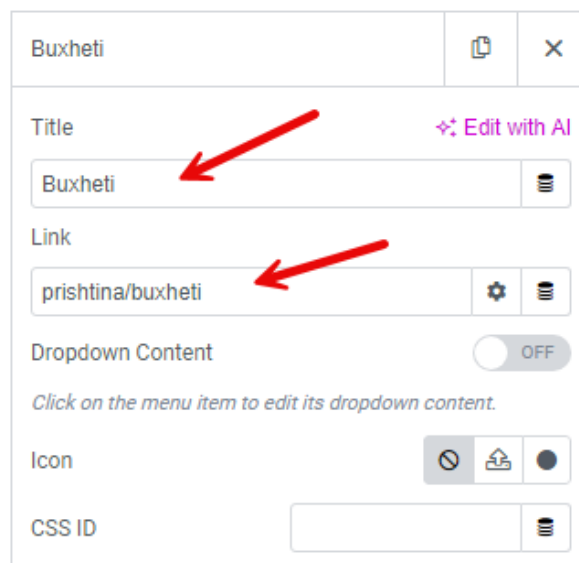 Buxheti
Title
Edit with AI
Buxheti
Link
prishtina/buxheti
Dropdown Content
OFF
Click on the menu item to edit its dropdown content.
Icon
CSS ID